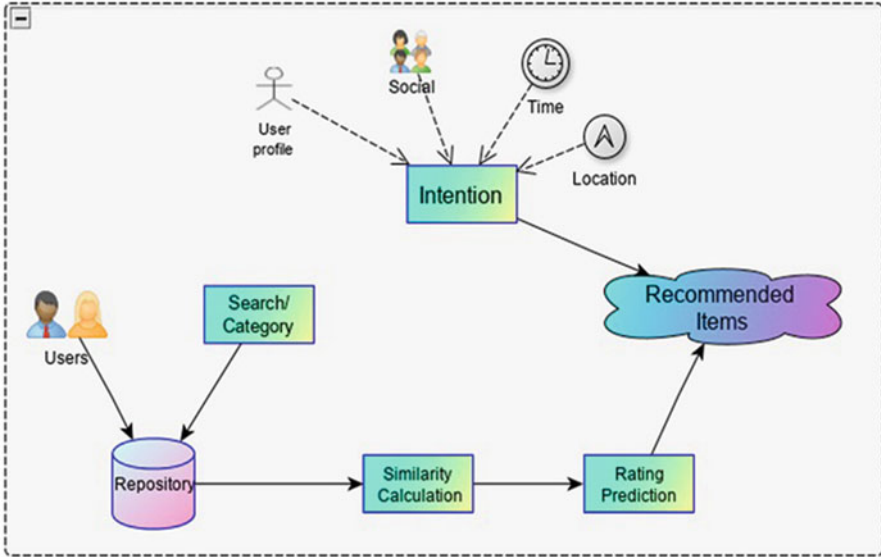 Social
Time
User
profile
Location
Intention
Recommended
Items
Search/
Category
Users
Repository
Similarity
Calculation
Rating
Prediction